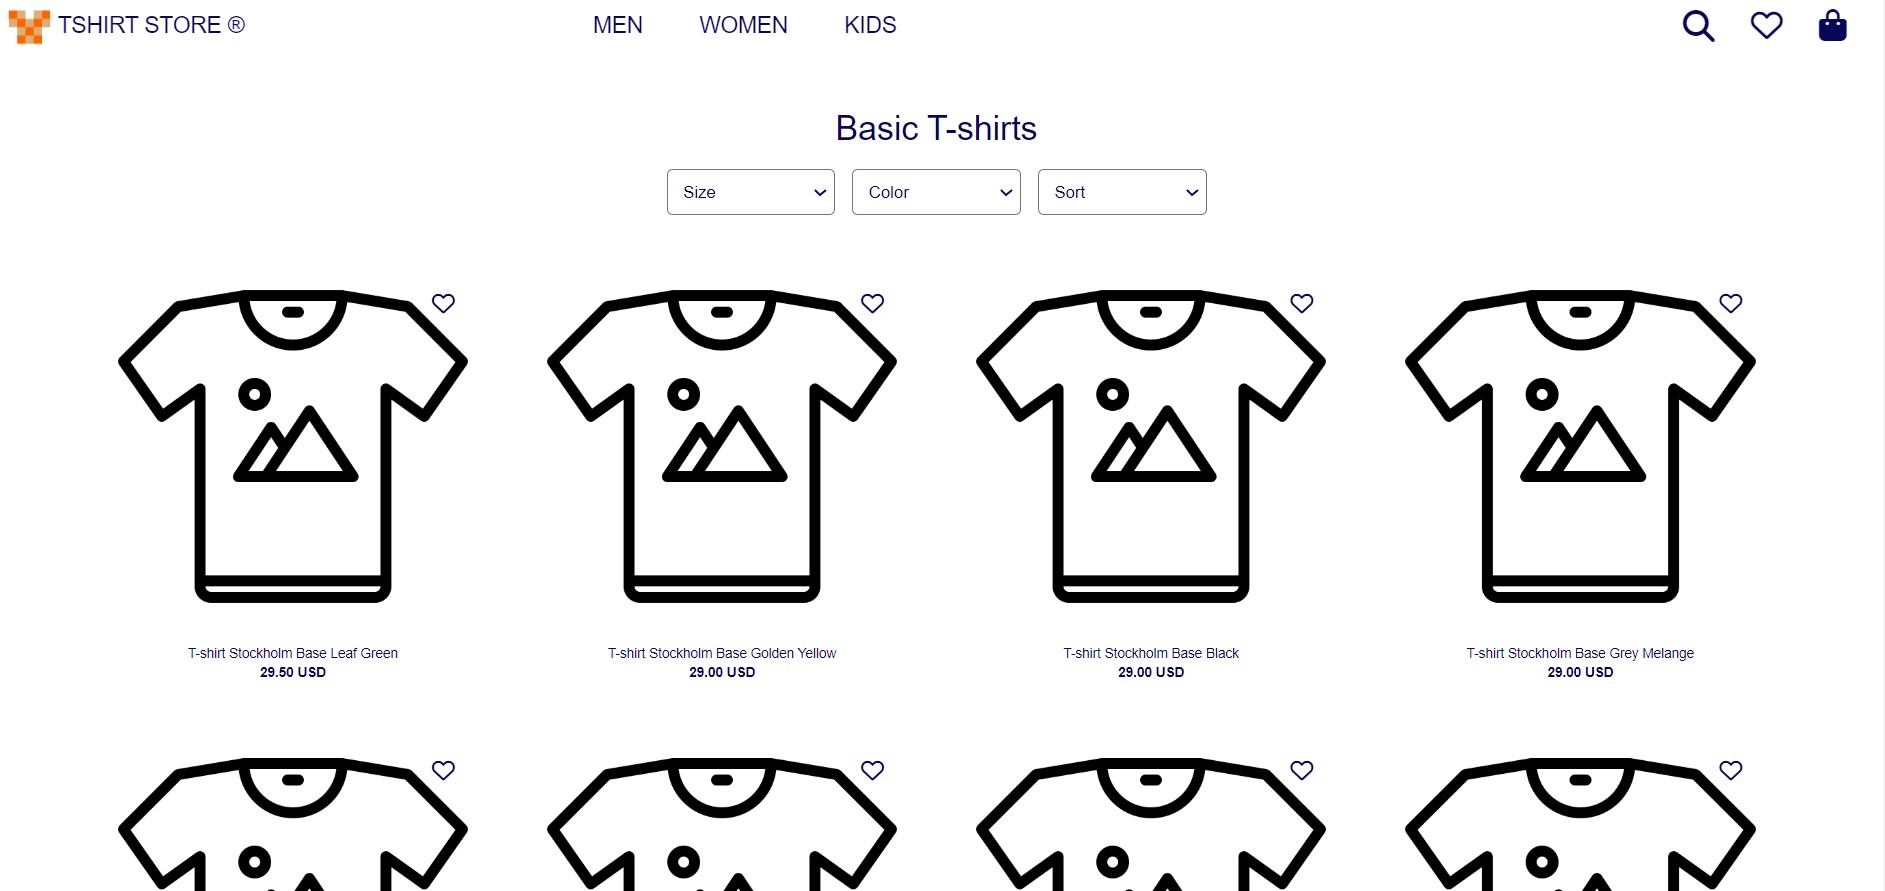 TSHIRT STORE ®
MEN WOMEN KIDS
Basic T-shirts
Size Color Sort
T-shirt Stockholm Base Leaf Green
29.50 USD
T-shirt Stockholm Base Golden Yellow
29.00 USD
T-shirt Stockholm Base Black
29.00 USD
T-shirt Stockholm Base Grey Melange
29.00 USD